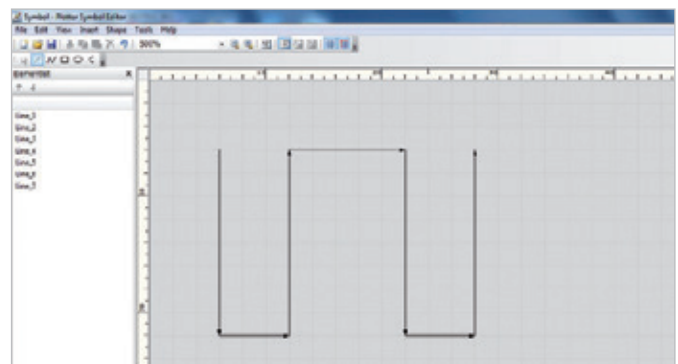 Symbol - Plotter Symbol Editor
File Edit View Insert Shape Tools Help
500%
Elementlist x
Line_1
Line_2
Line_3
Line_4
Line_5
Line_6
Line_7